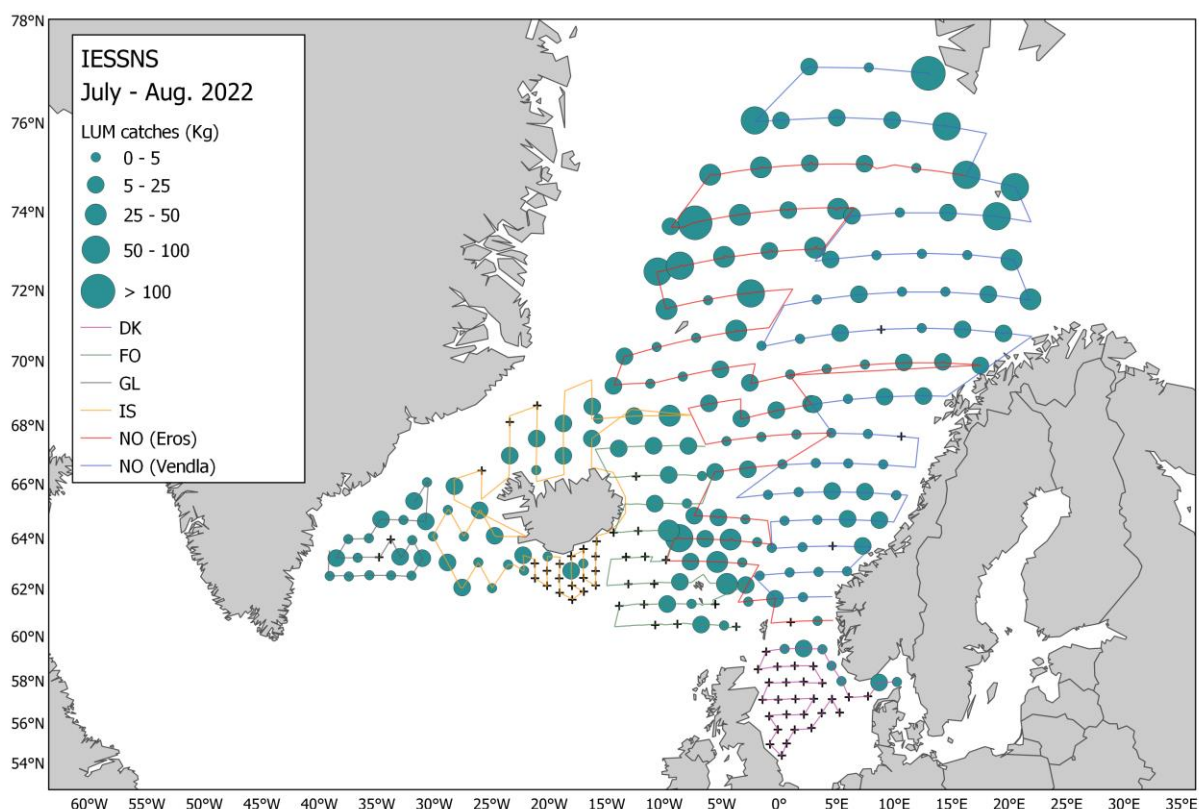 78°N
76°N
74°N
72°N
70°N
68°N
66°N
64°N
62°N
60°N
58°N
56°N
54°N
IESSNS
July - Aug. 2022
LUM catches (Kg)
0 - 5
5 - 25
25 - 50
50 - 100
> 100
DK
FO
GL
IS
NO (Eros)
NO (Vendla)
60°W 55°W 50°W 45°W 40°W 35°W 30°W 25°W 20°W 15°W 10°W 5°W 0° 5°E 10°E 15°E 20°E 25°E 30°E 35°E